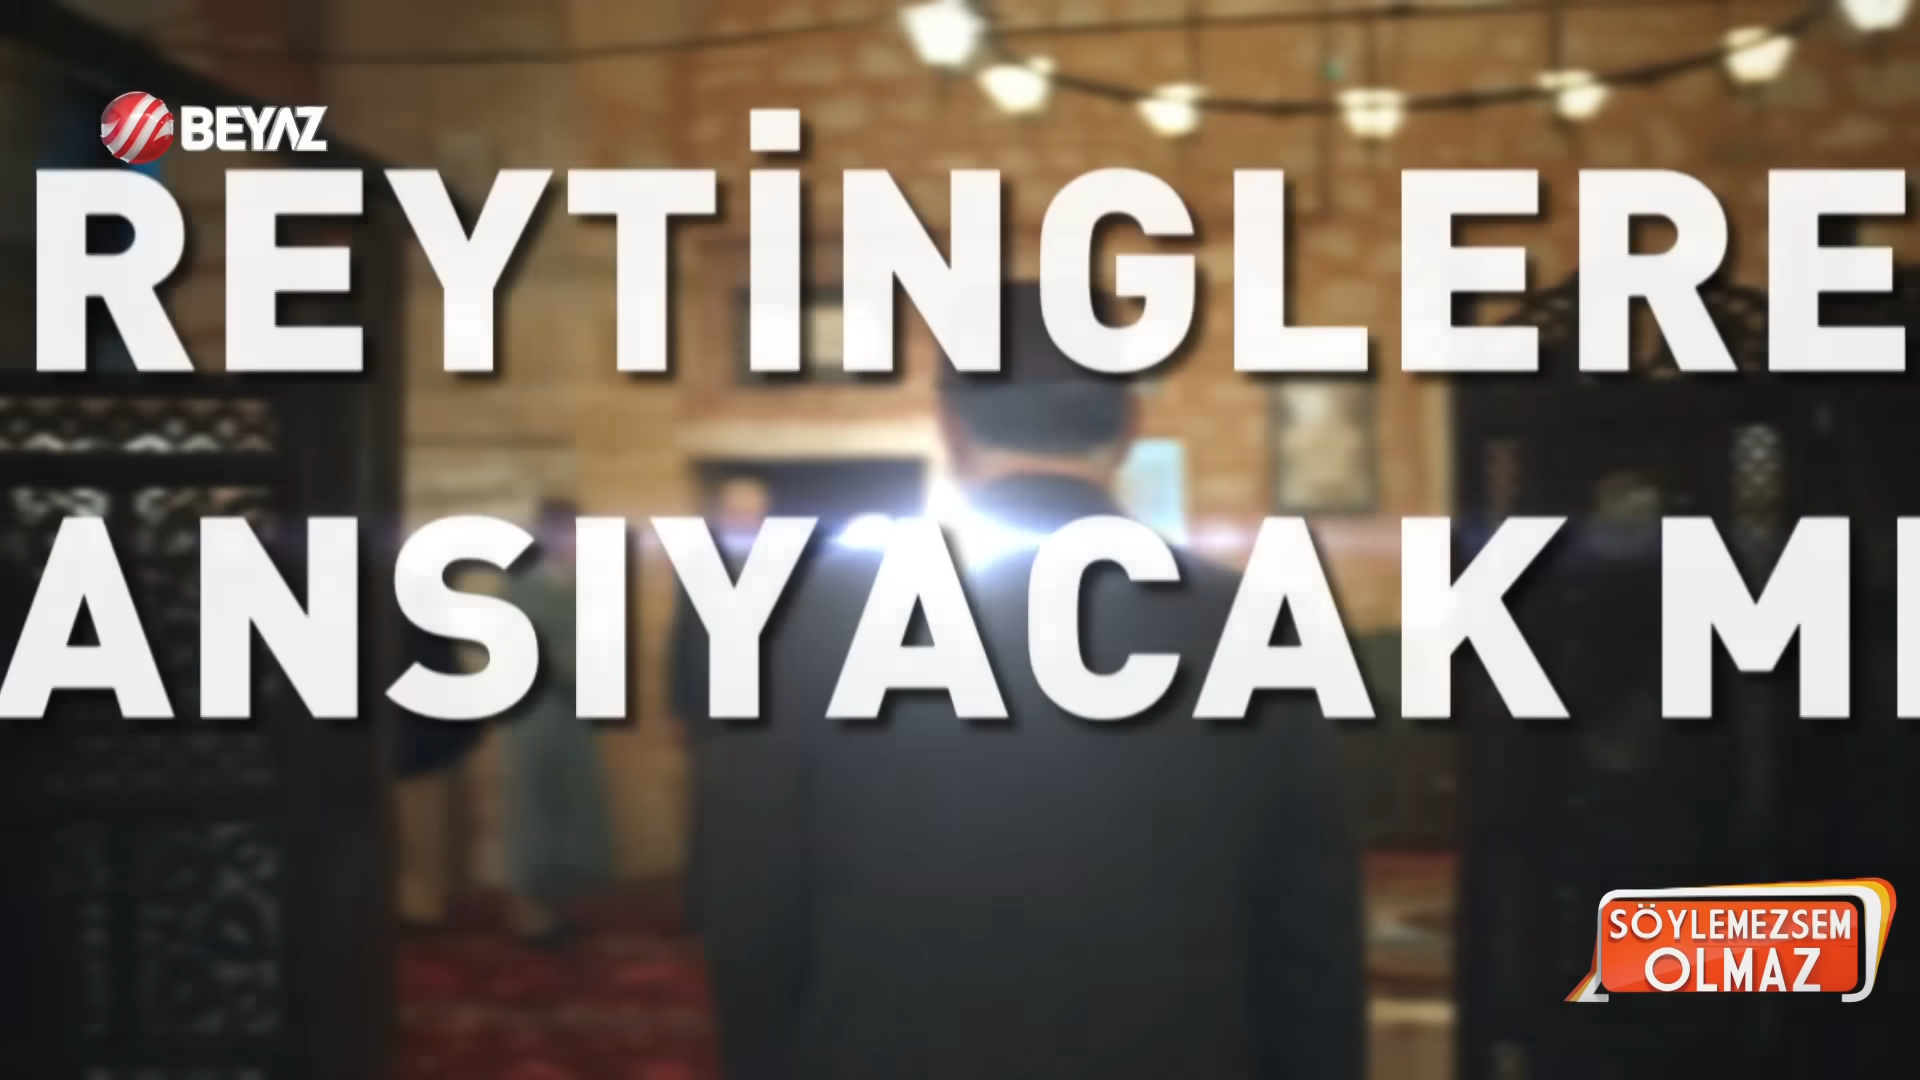 BEYAZ
REYTİNGLERE
ANSIYACAK MI
SÖYLEMEZSEM
OLMAZ